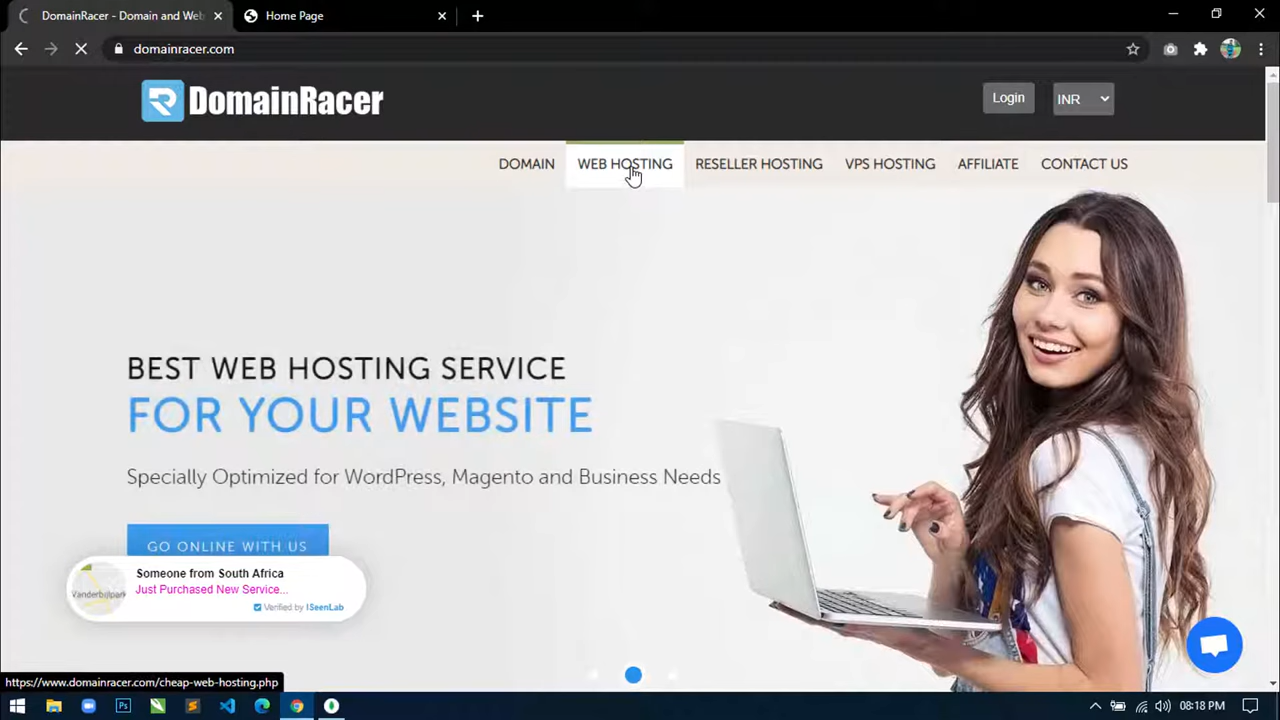 DomainRacer - Domain and Web
Home Page
domainracer.com
DomainRacer
Login
INR
DOMAIN
WEB HOSTING
RESELLER HOSTING
VPS HOSTING
AFFILIATE
CONTACT US
BEST WEB HOSTING SERVICE
FOR YOUR WEBSITE
Specially Optimized for WordPress, Magento and Business Needs
GO ONLINE WITH US
Someone from South Africa
Just Purchased New Service...
Vanderbijlpark
Verified by ISeenLab
https://www.domainracer.com/cheap-web-hosting.php
Ps
08:18 PM